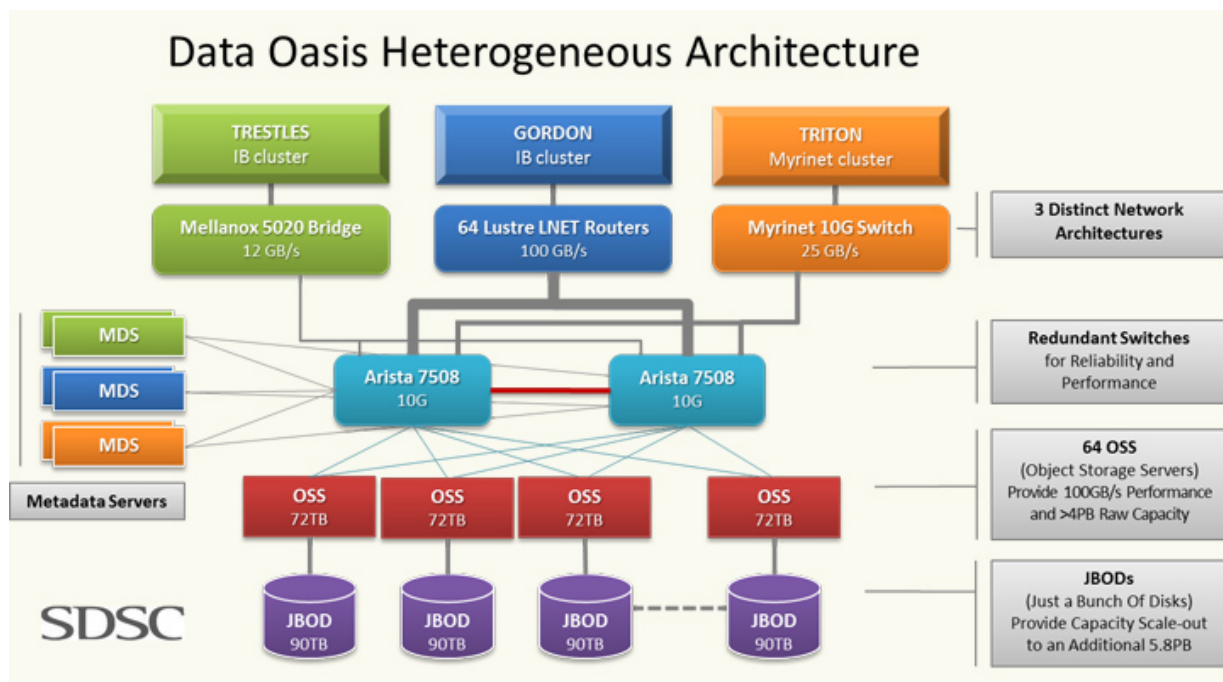 Data Oasis Heterogeneous Architecture
TRESTLES
IB cluster
GORDON
IB cluster
TRITON
Myrinet cluster
Mellanox 5020 Bridge
12 GB/s
64 Lustre LNET Routers
100 GB/s
Myrinet 10G Switch
25 GB/s
3 Distinct Network
Architectures
MDS
MDS
MDS
Metadata Servers
Arista 7508
10G
Arista 7508
10G
Redundant Switches
for Reliability and
Performance
OSS
72TB
OSS
72TB
OSS
72TB
OSS
72TB
64 OSS
(Object Storage Servers)
Provide 100GB/s Performance
and >4PB Raw Capacity
JBOD
90TB
JBOD
90TB
JBOD
90TB
JBOD
90TB
JBODs
(Just a Bunch Of Disks)
Provide Capacity Scale-out
to an Additional 5.8PB
SDSC